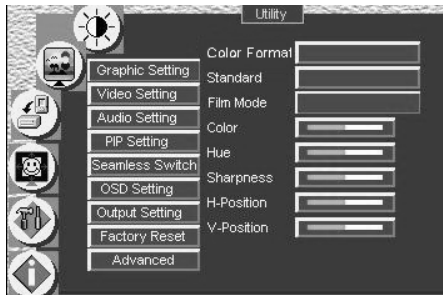 Utility
Graphic Setting
Video Setting
Audio Setting
PIP Setting
Seamless Switch
OSD Setting
Output Setting
Factory Reset
Advanced
Color Format
Standard
Film Mode
Color
Hue
Sharpness
H-Position
V-Position